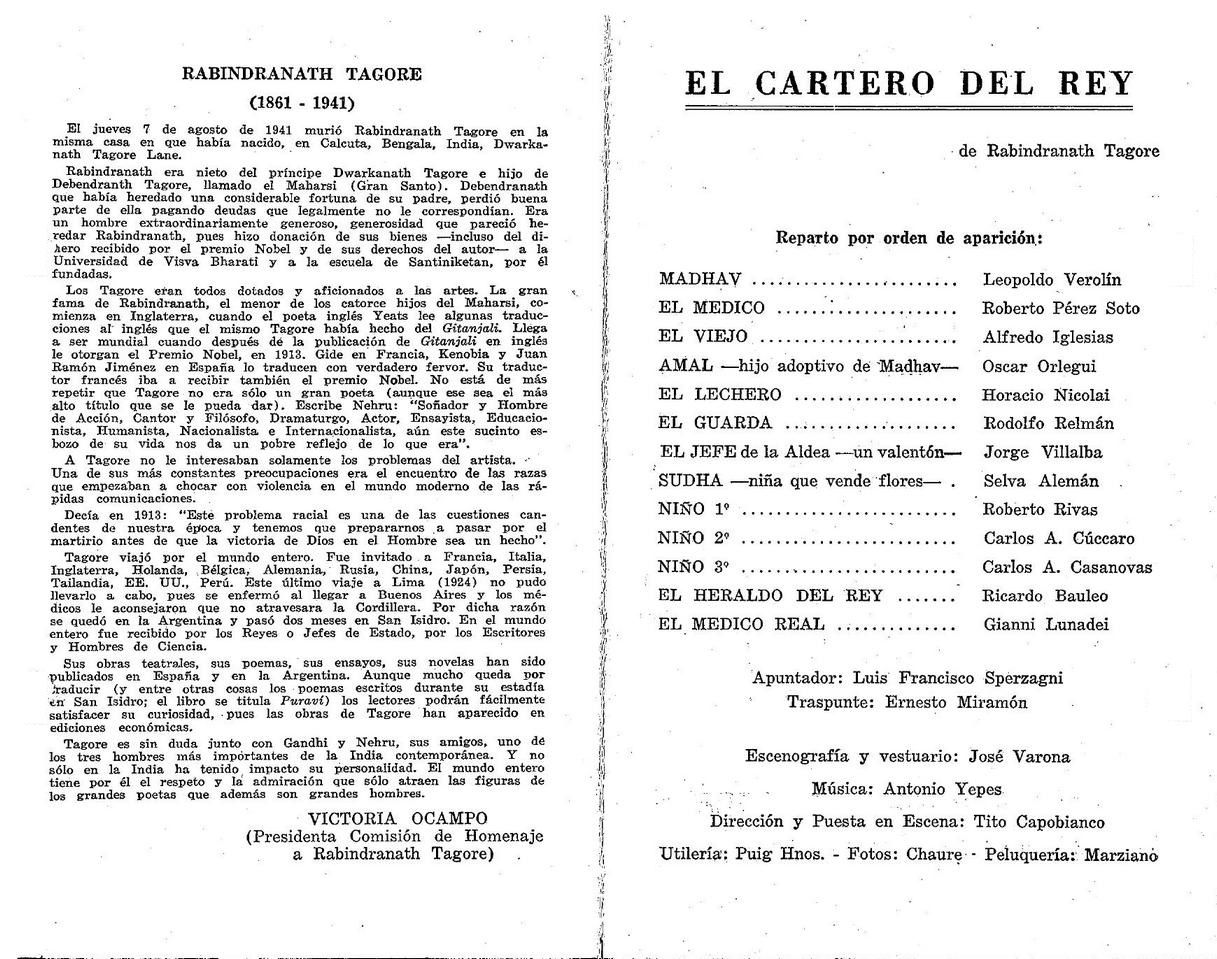 RABINDRANATH TAGORE
(1861 - 1941)
El jueves 7 de agosto de 1941 murió Rabindranath Tagore en la
misma casa en que había nacido, en Calcuta, Bengala, India, Dwarka-
nath Tagore Lane.
Rabindranath era nieto del príncipe Dwarkanath Tagore e hijo de
Debendranth Tagore, llamado el Maharsi (Gran Santo). Debendranath
que había heredado una considerable fortuna de su padre, perdió buena
parte de ella pagando deudas que legalmente no le correspondían. Era
un hombre extraordinariamente generoso, generosidad que pareció he-
redar Rabindranath, pues hizo donación de sus bienes —incluso del di-
nero recibido por el premio Nobel y de sus derechos del autor— a la
Universidad de Visva Bharati y a la escuela de Santiniketan, por él
fundadas.
Los Tagore eran todos dotados y aficionados a las artes. La gran
fama de Rabindranath, el menor de los catorce hijos del Maharsi, co-
mienza en Inglaterra, cuando el poeta inglés Yeats lee algunas traduc-
ciones al inglés que el mismo Tagore había hecho del Gitanjali. Llega
a ser mundial cuando después dé la publicación de Gitanjali en inglés
le otorgan el Premio Nobel, en 1913. Gide en Francia, Kenobia y Juan
Ramón Jiménez en España lo traducen con verdadero fervor. Su traduc-
tor francés iba a recibir también el premio Nobel. No está de más
repetir que Tagore no era sólo un gran poeta (aunque ese sea el más
alto título que se le pueda dar). Escribe Nehru: "Soñador y Hombre
de Acción, Cantor y Filósofo, Dramaturgo, Actor, Ensayista, Educacio-
nista, Humanista, Nacionalista e Internacionalista, aún este sucinto es-
bozo de su vida nos da un pobre reflejo de lo que era".
A Tagore no le interesaban solamente los problemas del artista.
Una de sus más constantes preocupaciones era el encuentro de las razas
que empezaban a chocar con violencia en el mundo moderno de las rá-
pidas comunicaciones.
Decía en 1913: "Este problema racial es una de las cuestiones can-
dentes de nuestra época y tenemos que prepararnos a pasar por el
martirio antes de que la victoria de Dios en el Hombre sea un hecho".
Tagore viajó por el mundo entero. Fue invitado a Francia, Italia,
Inglaterra, Holanda, Bélgica, Alemania, Rusia, China, Japón, Persia,
Tailandia, EE. UU., Perú. Este último viaje a Lima (1924) no pudo
llevarlo a cabo, pues se enfermó al llegar a Buenos Aires y los mé-
dicos le aconsejaron que no atravesara la Cordillera. Por dicha razón
se quedó en la Argentina y pasó dos meses en San Isidro. En el mundo
entero fue recibido por los Reyes o Jefes de Estado, por los Escritores
y Hombres de Ciencia.
Sus obras teatrales, sus poemas, sus ensayos, sus novelas han sido
publicados en España y en la Argentina. Aunque mucho queda por
traducir (y entre otras cosas los poemas escritos durante su estadía
en San Isidro; el libro se titula Puravi) los lectores podrán fácilmente
satisfacer su curiosidad, pues las obras de Tagore han aparecido en
ediciones económicas.
Tagore es sin duda junto con Gandhi y Nehru, sus amigos, uno de
los tres hombres más importantes de la India contemporánea. Y no
sólo en la India ha tenido impacto su personalidad. El mundo entero
tiene por él el respeto y la admiración que sólo atraen las figuras de
los grandes poetas que además son grandes hombres.
VICTORIA OCAMPO
(Presidenta Comisión de Homenaje
a Rabindranath Tagore)
EL CARTERO DEL REY
de Rabindranath Tagore
Reparto por orden de aparición:
MADHAV ....................... Leopoldo Verolín
EL MEDICO .................... Roberto Pérez Soto
EL VIEJO ...................... Alfredo Iglesias
AMAL —hijo adoptivo de Madhav— Oscar Orlegui
EL LECHERO .................. Horacio Nicolai
EL GUARDA ................... Rodolfo Relmán
EL JEFE de la Aldea —un valentón— Jorge Villalba
SUDHA —niña que vende flores— . Selva Alemán
NIÑO 1º ........................ Roberto Rivas
NIÑO 2º ........................ Carlos A. Cúccaro
NIÑO 3º ........................ Carlos A. Casanovas
EL HERALDO DEL REY ....... Ricardo Bauleo
EL MEDICO REAL ............. Gianni Lunadei
Apuntador: Luis Francisco Sperzagni
Traspunte: Ernesto Miramón
Escenografía y vestuario: José Varona
Música: Antonio Yepes
Dirección y Puesta en Escena: Tito Capobianco
Utilería: Puig Hnos. - Fotos: Chaure - Peluquería: Marziano